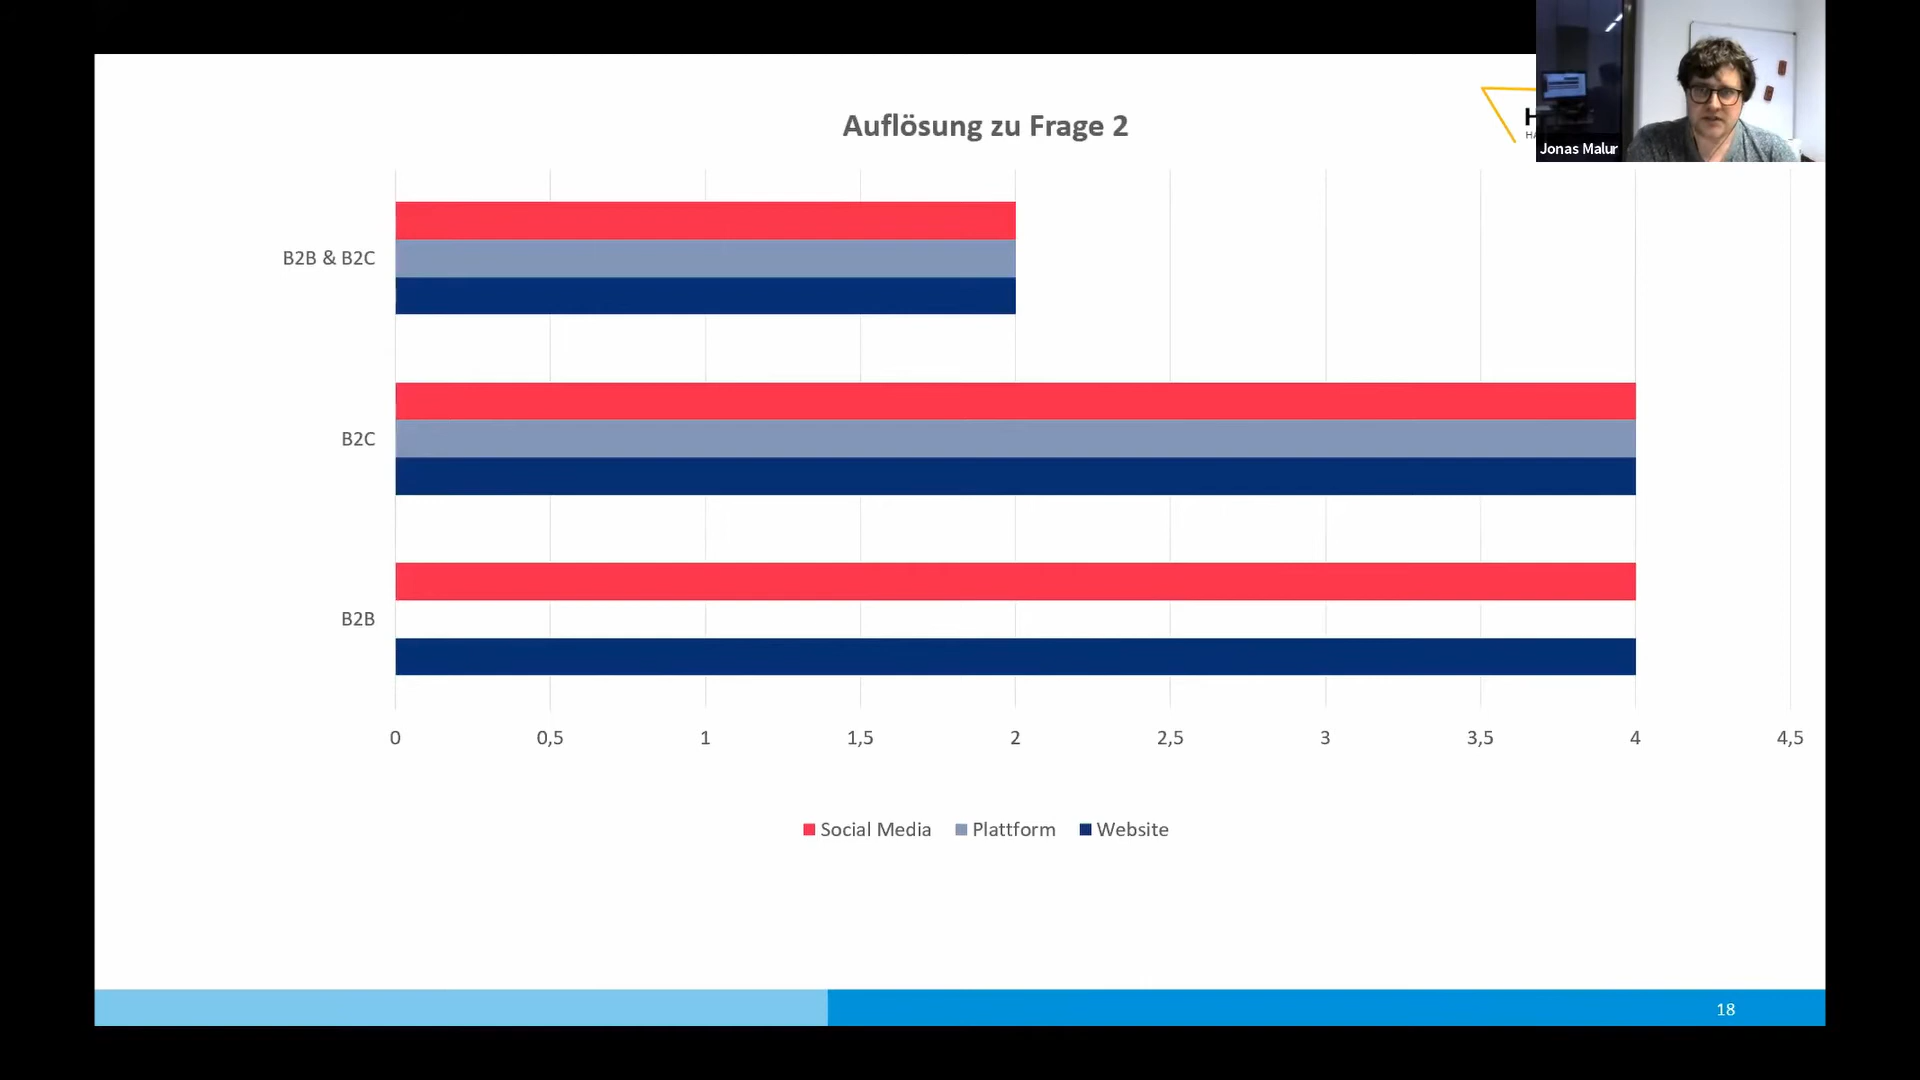 Auflösung zu Frage 2
H
HA
Jonas Malur
B2B & B2C
B2C
B2B
0 0,5 1 1,5 2 2,5 3 3,5 4 4,5
Social Media Plattform Website
18